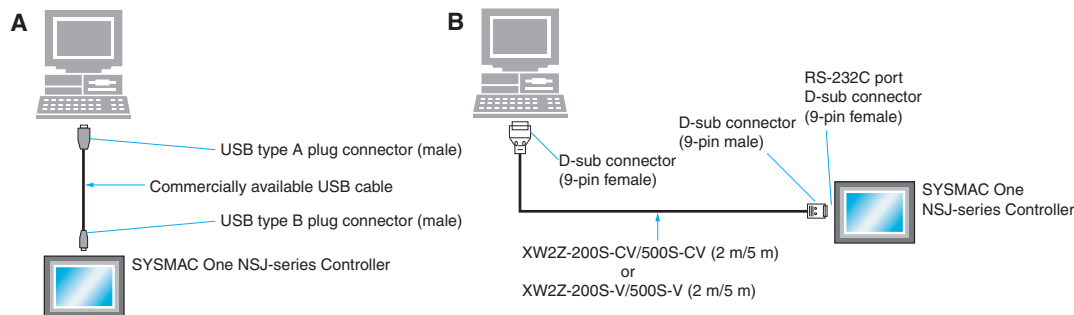 A
USB type A plug connector (male)
Commercially available USB cable
USB type B plug connector (male)
SYSMAC One NSJ-series Controller
B
RS-232C port
D-sub connector
(9-pin female)
D-sub connector
(9-pin male)
D-sub connector
(9-pin female)
SYSMAC One
NSJ-series Controller
XW2Z-200S-CV/500S-CV (2 m/5 m)
or
XW2Z-200S-V/500S-V (2 m/5 m)